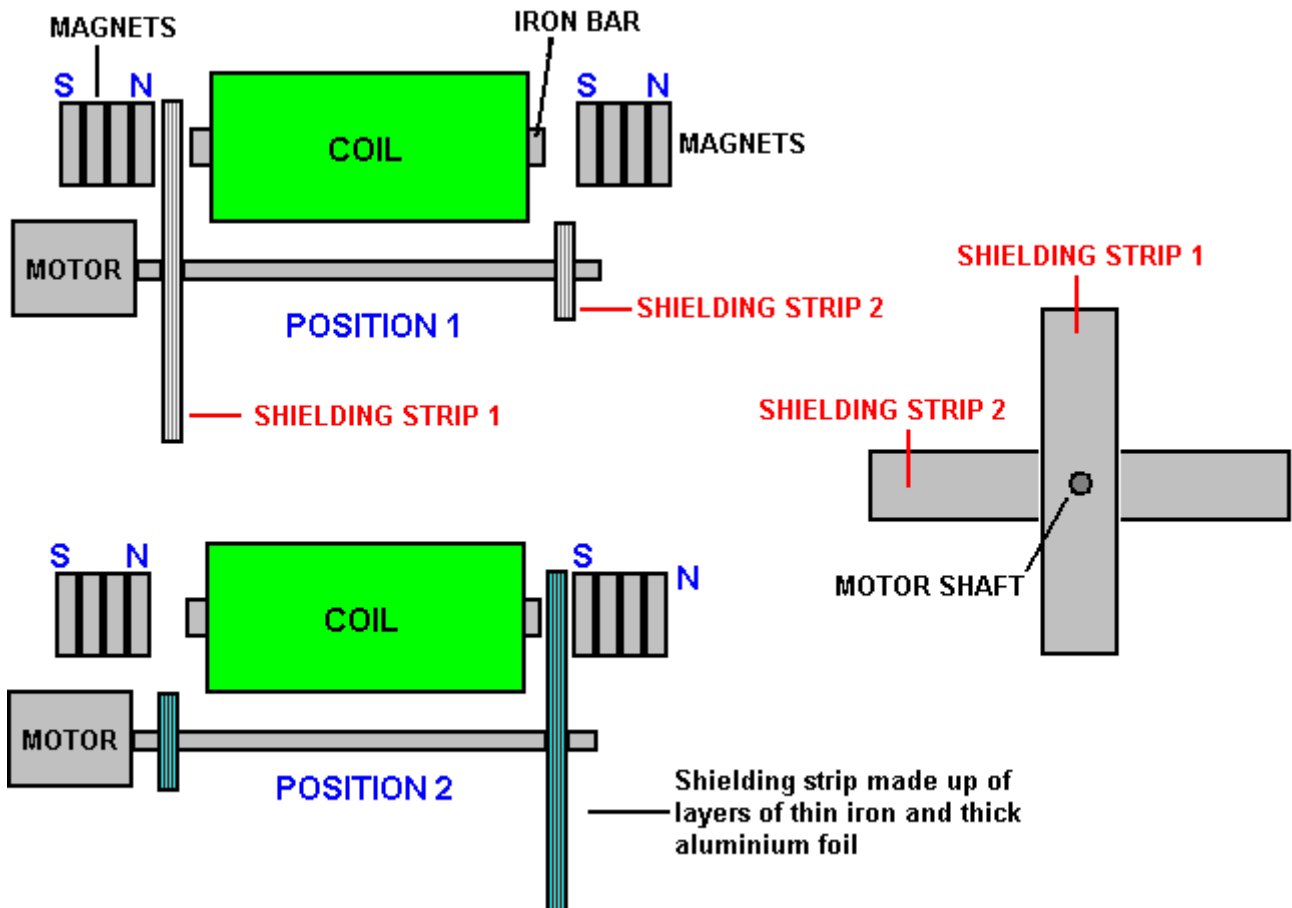 MAGNETS
IRON BAR
S N
S N
COIL
MAGNETS
MOTOR
SHIELDING STRIP 2
POSITION 1
SHIELDING STRIP 1
SHIELDING STRIP 1
SHIELDING STRIP 2
MOTOR SHAFT
S N
S
N
COIL
MOTOR
POSITION 2
Shielding strip made up of
layers of thin iron and thick
aluminium foil